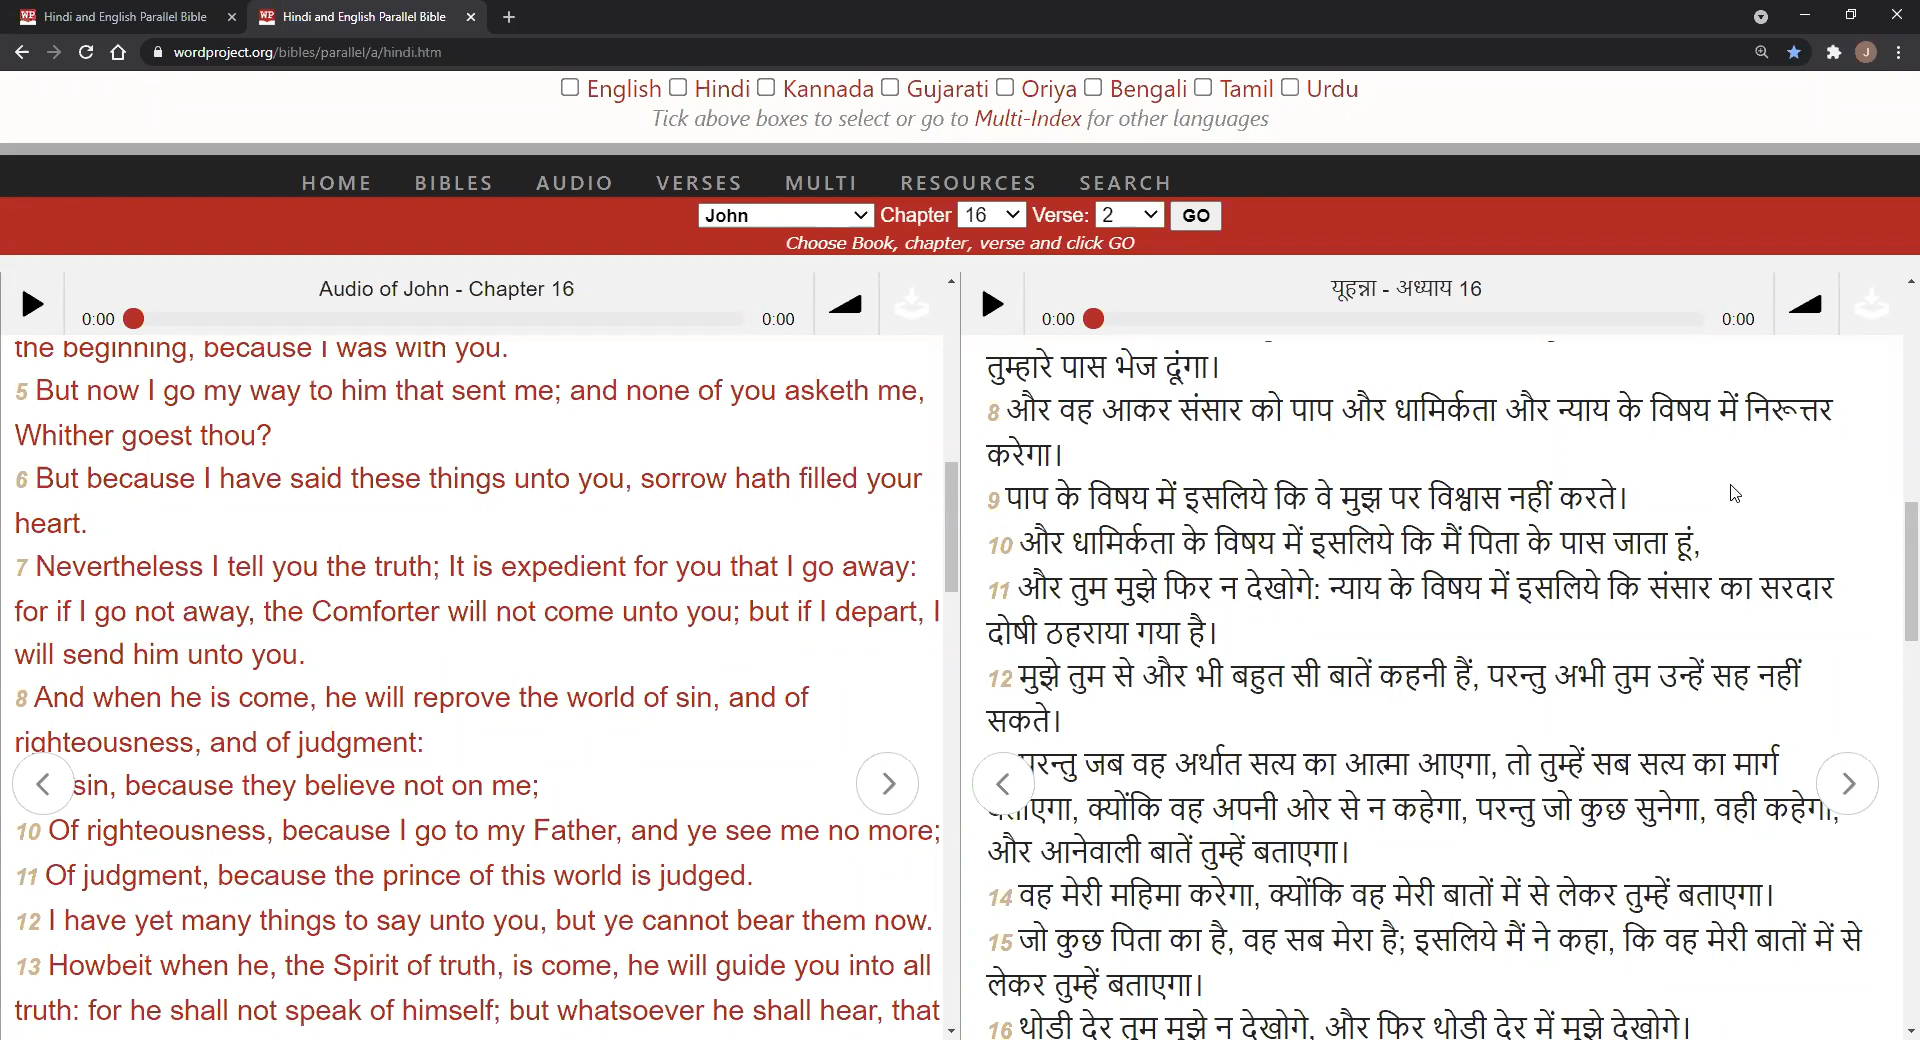 Hindi and English Parallel Bible
Hindi and English Parallel Bible
wordproject.org/bibles/parallel/a/hindi.htm
J
English Hindi Kannada Gujarati Oriya Bengali Tamil Urdu
Tick above boxes to select or go to Multi-Index for other languages
HOME BIBLES AUDIO VERSES MULTI RESOURCES SEARCH
John Chapter 16 Verse: 2 GO
Choose Book, chapter, verse and click GO
Audio of John - Chapter 16
0:00 0:00
the beginning, because I was with you.
5 But now I go my way to him that sent me; and none of you asketh me,
Whither goest thou?
6 But because I have said these things unto you, sorrow hath filled your
heart.
7 Nevertheless I tell you the truth; It is expedient for you that I go away:
for if I go not away, the Comforter will not come unto you; but if I depart, I
will send him unto you.
8 And when he is come, he will reprove the world of sin, and of
righteousness, and of judgment:
sin, because they believe not on me;
10 Of righteousness, because I go to my Father, and ye see me no more;
11 Of judgment, because the prince of this world is judged.
12 I have yet many things to say unto you, but ye cannot bear them now.
13 Howbeit when he, the Spirit of truth, is come, he will guide you into all
truth: for he shall not speak of himself; but whatsoever he shall hear, that
यूहन्ना - अध्याय 16
0:00 0:00
तुम्हारे पास भेज दूंगा।
8 और वह आकर संसार को पाप और धामिर्कता और न्याय के विषय में निरूत्तर
करेगा।
9 पाप के विषय में इसलिये कि वे मुझ पर विश्वास नहीं करते।
10 और धामिर्कता के विषय में इसलिये कि मैं पिता के पास जाता हूं,
11 और तुम मुझे फिर न देखोगे: न्याय के विषय में इसलिये कि संसार का सरदार
दोषी ठहराया गया है।
12 मुझे तुम से और भी बहुत सी बातें कहनी हैं, परन्तु अभी तुम उन्हें सह नहीं
सकते।
परन्तु जब वह अर्थात सत्य का आत्मा आएगा, तो तुम्हें सब सत्य का मार्ग
बताएगा, क्योंकि वह अपनी ओर से न कहेगा, परन्तु जो कुछ सुनेगा, वही कहेगा,
और आनेवाली बातें तुम्हें बताएगा।
14 वह मेरी महिमा करेगा, क्योंकि वह मेरी बातों में से लेकर तुम्हें बताएगा।
15 जो कुछ पिता का है, वह सब मेरा है; इसलिये मैं ने कहा, कि वह मेरी बातों में से
लेकर तुम्हें बताएगा।
16 थोडी देर तुम मुझे न देखोगे, और फिर थोडी देर में मुझे देखोगे।